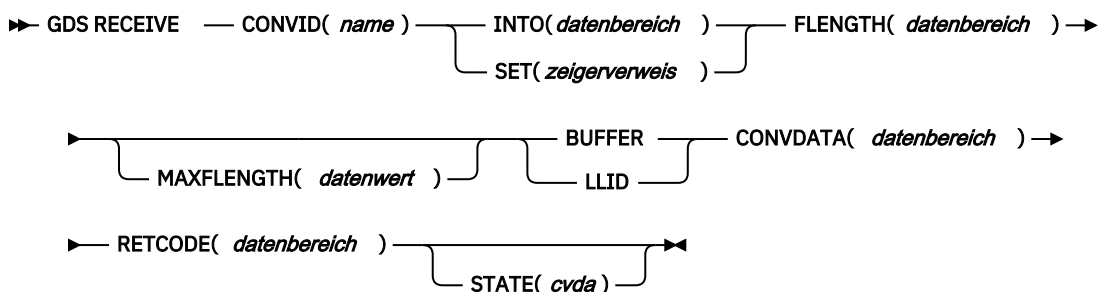 GDS RECEIVE CONVID( name ) INTO( datenbereich ) FLENGTH( datenbereich )
SET( zeigerverweis )
BUFFER CONVDATA( datenbereich )
MAXFLENGTH( datenwert ) LLID
RETCODE( datenbereich )
STATE( cvda )